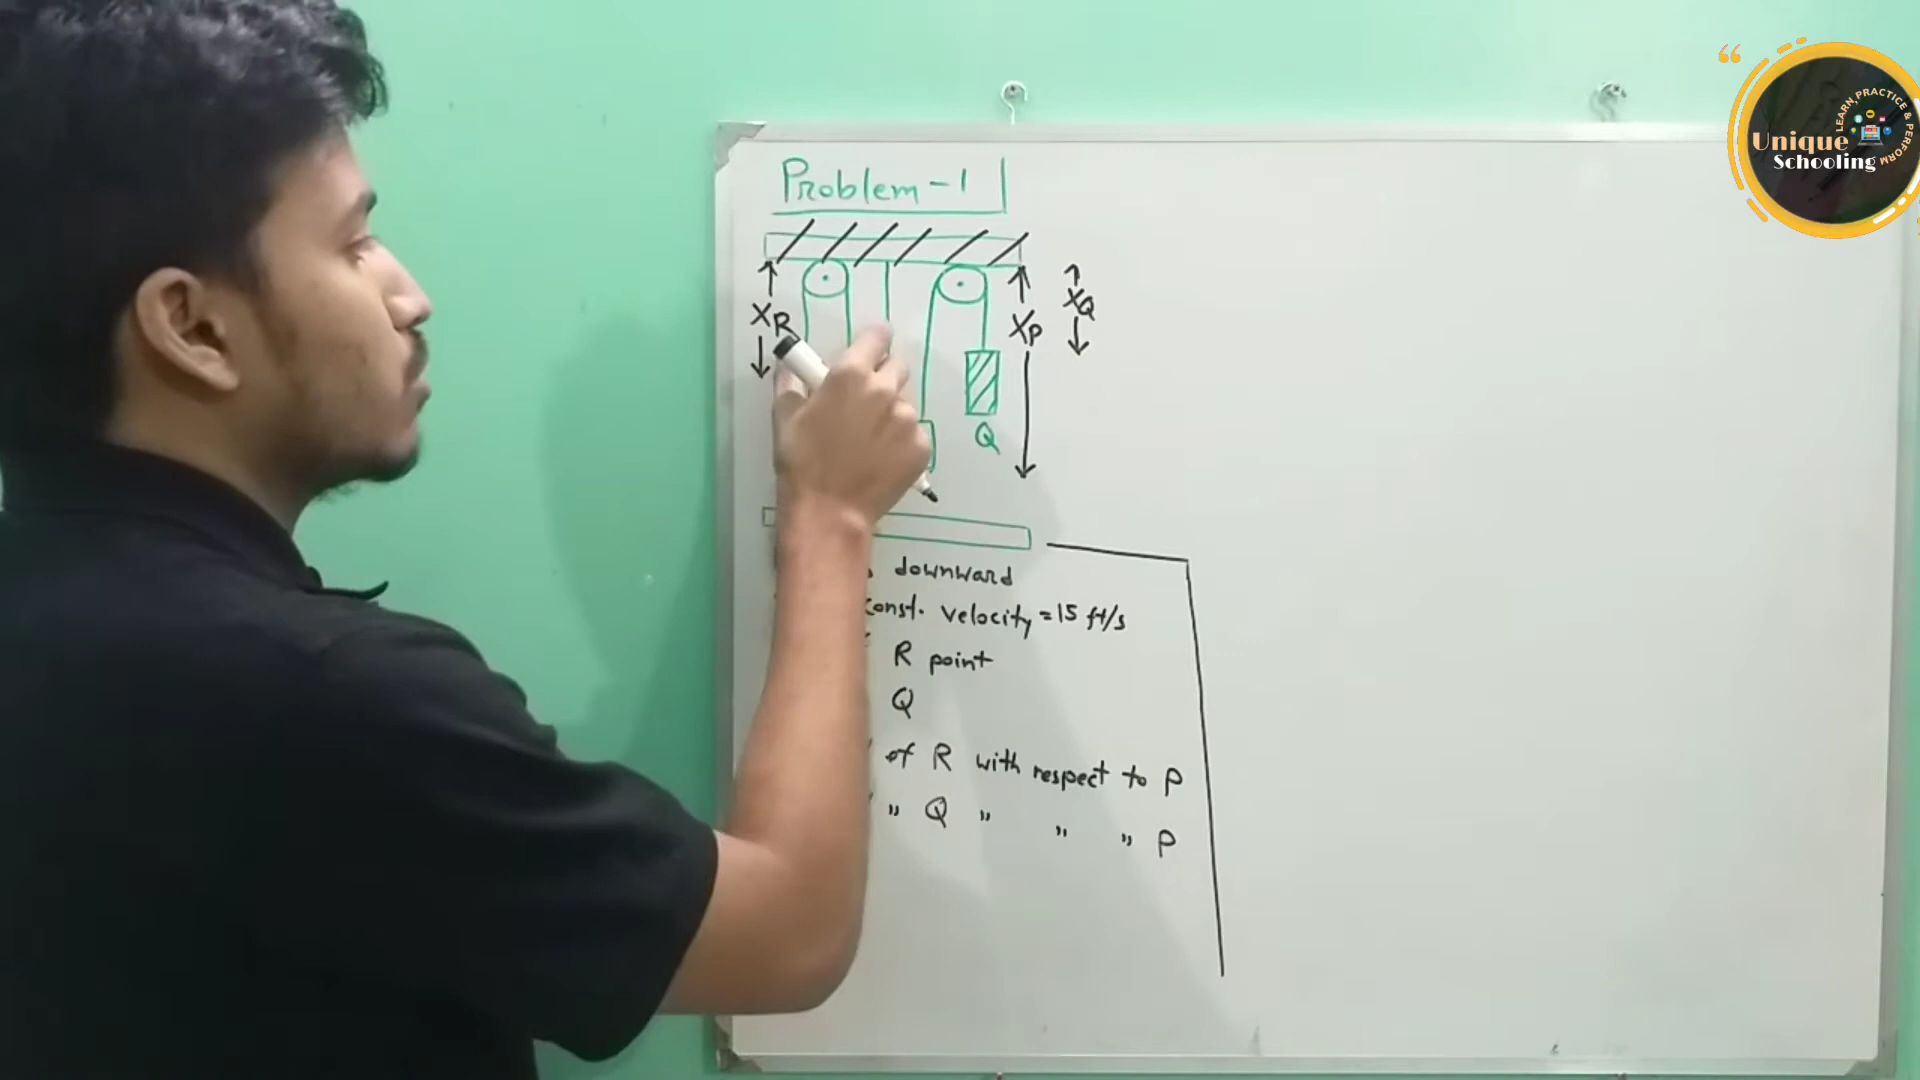 Problem-1
XR
XP
XQ
Q
downward
const. velocity = 15 ft/s
R point
Q
of R with respect to P
" Q " " " P
“
Unique
Schooling
LEARN, PRACTICE & PERFORM